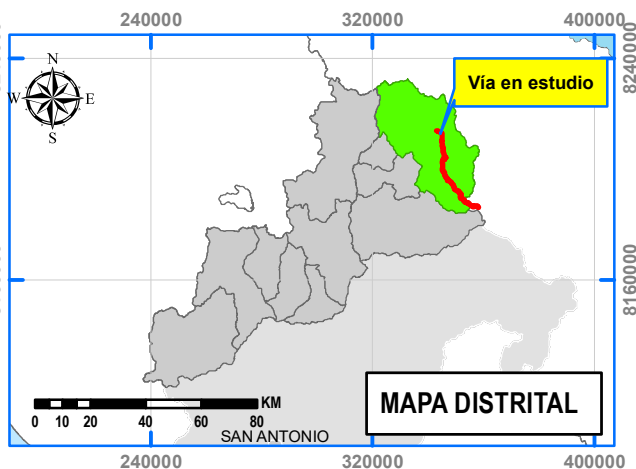 240000 320000 400000
8240000
N
W E
S
Vía en estudio
8160000
KM
0 10 20 40 60 80
SAN ANTONIO
MAPA DISTRITAL
240000 320000 400000